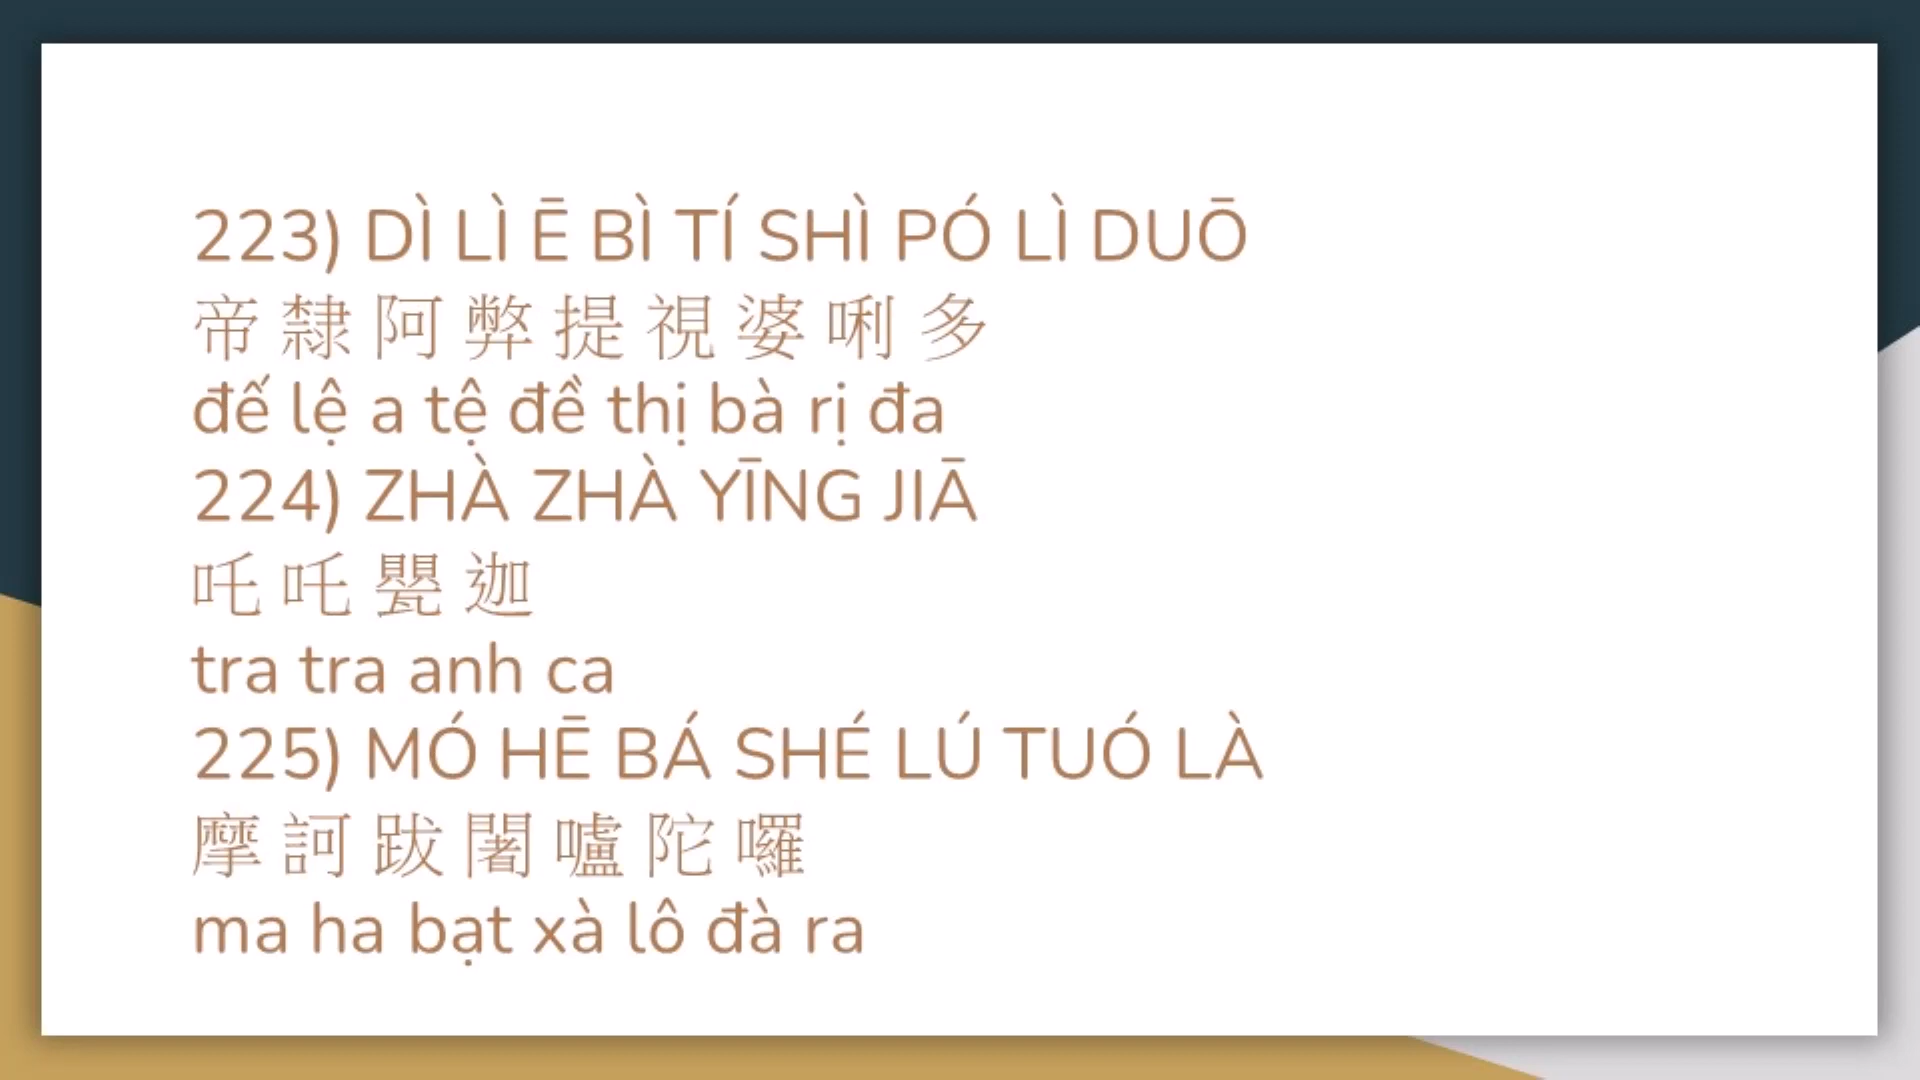 223) DÌ LÌ Ē BÌ TÍ SHÌ PÓ LÌ DUŌ
帝 隸 阿 弊 提 視 婆 唎 多
đế lệ a tệ đề thị bà rị đa
224) ZHÀ ZHÀ YĪNG JIĀ
吒 吒 甖 迦
tra tra anh ca
225) MÓ HĒ BÁ SHÉ LÚ TUÓ LÀ
摩 訶 跋 闍 嚧 陀 囉
ma ha bạt xà lô đà ra